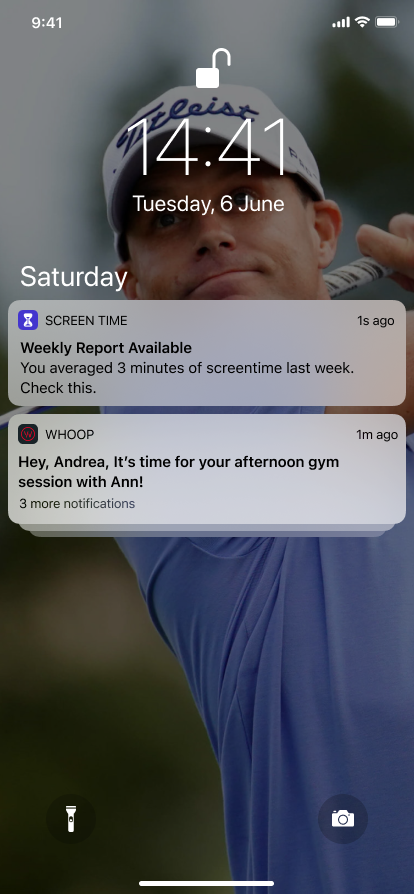 9:41
Titleist
14:41
Tuesday, 6 June
Saturday
SCREEN TIME 1s ago
Weekly Report Available
You averaged 3 minutes of screentime last week.
Check this.
WHOOP 1m ago
Hey, Andrea, It’s time for your afternoon gym
session with Ann!
3 more notifications